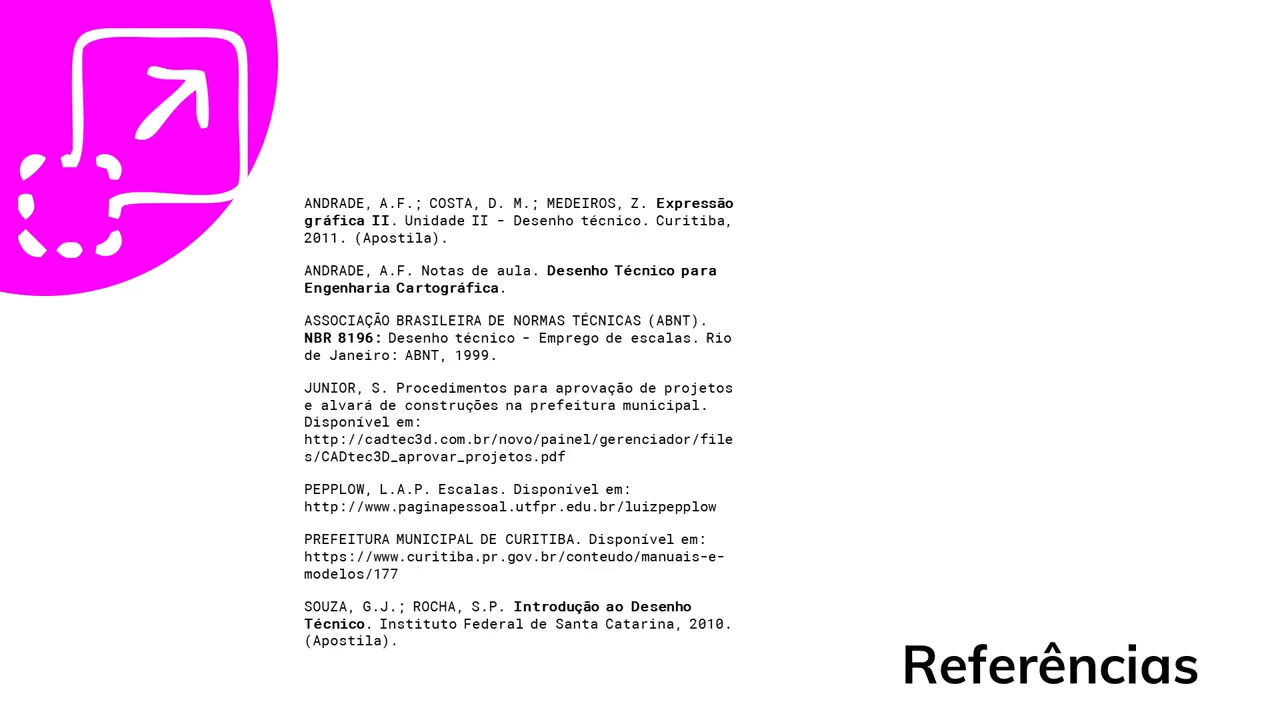 ANDRADE, A.F.; COSTA, D. M.; MEDEIROS, Z. Expressão
gráfica II. Unidade II - Desenho técnico. Curitiba,
2011. (Apostila).
ANDRADE, A.F. Notas de aula. Desenho Técnico para
Engenharia Cartográfica.
ASSOCIAÇÃO BRASILEIRA DE NORMAS TÉCNICAS (ABNT).
NBR 8196: Desenho técnico - Emprego de escalas. Rio
de Janeiro: ABNT, 1999.
JUNIOR, S. Procedimentos para aprovação de projetos
e alvará de construções na prefeitura municipal.
Disponível em:
http://cadtec3d.com.br/novo/painel/gerenciador/file
s/CADtec3D_aprovar_projetos.pdf
PEPPLOW, L.A.P. Escalas. Disponível em:
http://www.paginapessoal.utfpr.edu.br/luizpepplow
PREFEITURA MUNICIPAL DE CURITIBA. Disponível em:
https://www.curitiba.pr.gov.br/conteudo/manuais-e-
modelos/177
SOUZA, G.J.; ROCHA, S.P. Introdução ao Desenho
Técnico. Instituto Federal de Santa Catarina, 2010.
(Apostila).
Referências